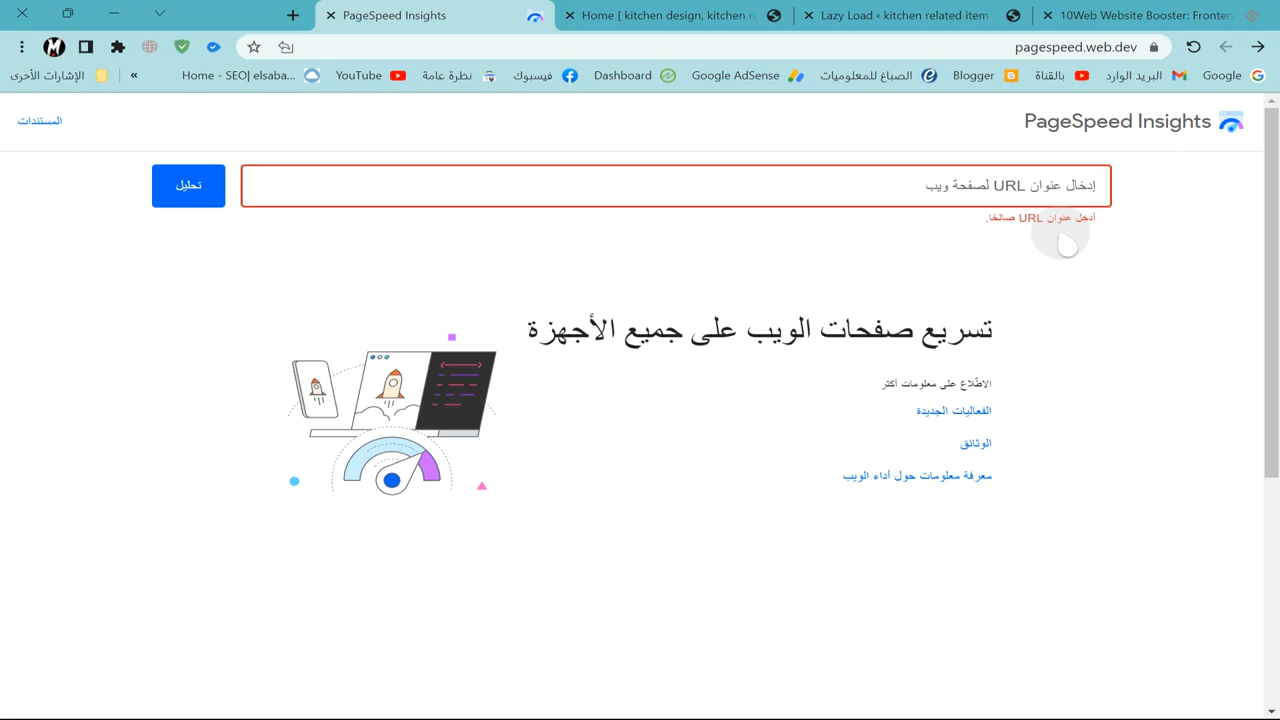 PageSpeed Insights
Home [ kitchen design, kitchen r
Lazy Load ‹ kitchen related item
10Web Website Booster: Fronten
pagespeed.web.dev
Google
البريد الوارد
بالقناة
Blogger
الصباغ للمعلوميات
Google AdSense
Dashboard
فيسبوك
نظرة عامة
YouTube
Home - SEO| elsaba...
»
الإشارات الأخرى
PageSpeed Insights
المستندات
إدخال عنوان URL لصفحة ويب
تحليل
أدخِل عنوان URL صالحًا.
تسريع صفحات الويب على جميع الأجهزة
الاطّلاع على معلومات أكثر
الفعاليات الجديدة
الوثائق
معرفة معلومات حول أداء الويب